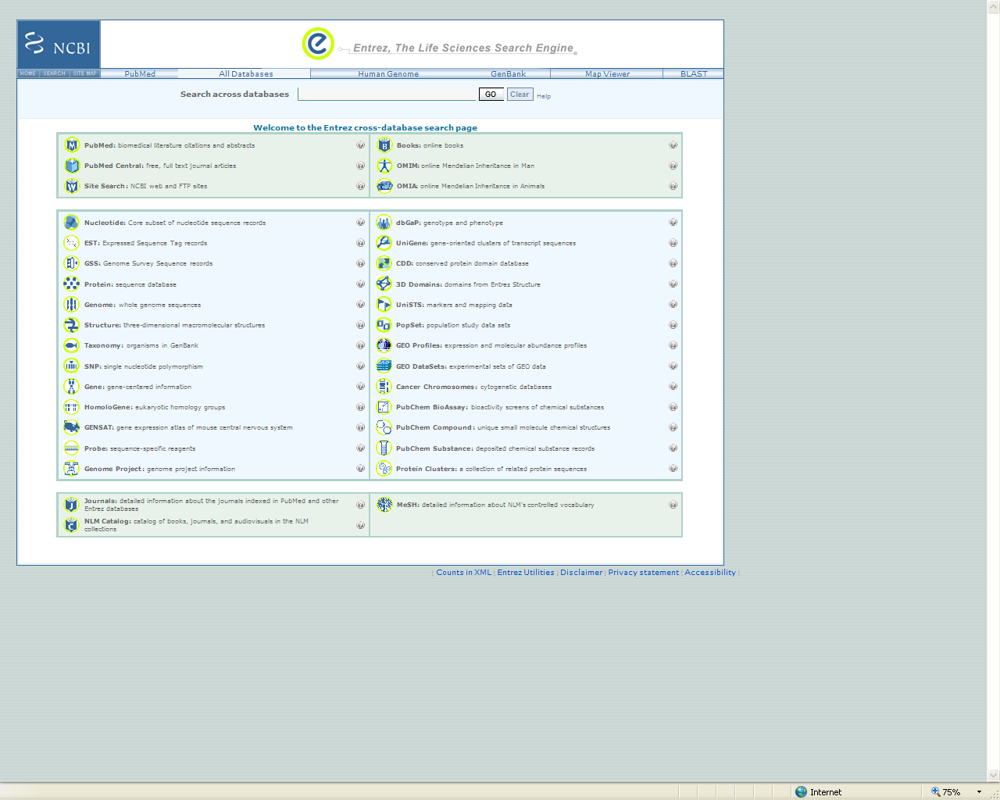 NCBI
Entrez, The Life Sciences Search Engine
HOME SEARCH SITE MAP PubMed All Databases Human Genome GenBank Map Viewer BLAST
Search across databases GO Clear Help
Welcome to the Entrez cross-database search page
PubMed: biomedical literature citations and abstracts
PubMed Central: free, full text journal articles
Site Search: NCBI web and FTP sites
Books: online books
OMIM: online Mendelian Inheritance in Man
OMIA: online Mendelian Inheritance in Animals
Nucleotide: Core subset of nucleotide sequence records
EST: Expressed Sequence Tag records
GSS: Genome Survey Sequence records
Protein: sequence database
Genome: whole genome sequences
Structure: three-dimensional macromolecular structures
Taxonomy: organisms in GenBank
SNP: single nucleotide polymorphism
Gene: gene-centered information
HomoloGene: eukaryotic homology groups
GENSAT: gene expression atlas of mouse central nervous system
Probe: sequence-specific reagents
Genome Project: genome project information
dbGaP: genotype and phenotype
UniGene: gene-oriented clusters of transcript sequences
CDD: conserved protein domain database
3D Domains: domains from Entrez Structure
UniSTS: markers and mapping data
PopSet: population study data sets
GEO Profiles: expression and molecular abundance profiles
GEO DataSets: experimental sets of GEO data
Cancer Chromosomes: cytogenetic databases
PubChem BioAssay: bioactivity screens of chemical substances
PubChem Compound: unique small molecule chemical structures
PubChem Substance: deposited chemical substance records
Protein Clusters: a collection of related protein sequences
Journals: detailed information about the journals indexed in PubMed and other
Entrez databases
NLM Catalog: catalog of books, journals, and audiovisuals in the NLM
collections
MeSH: detailed information about NLM's controlled vocabulary
| Counts in XML | Entrez Utilities | Disclaimer | Privacy statement | Accessibility |
Internet 75%